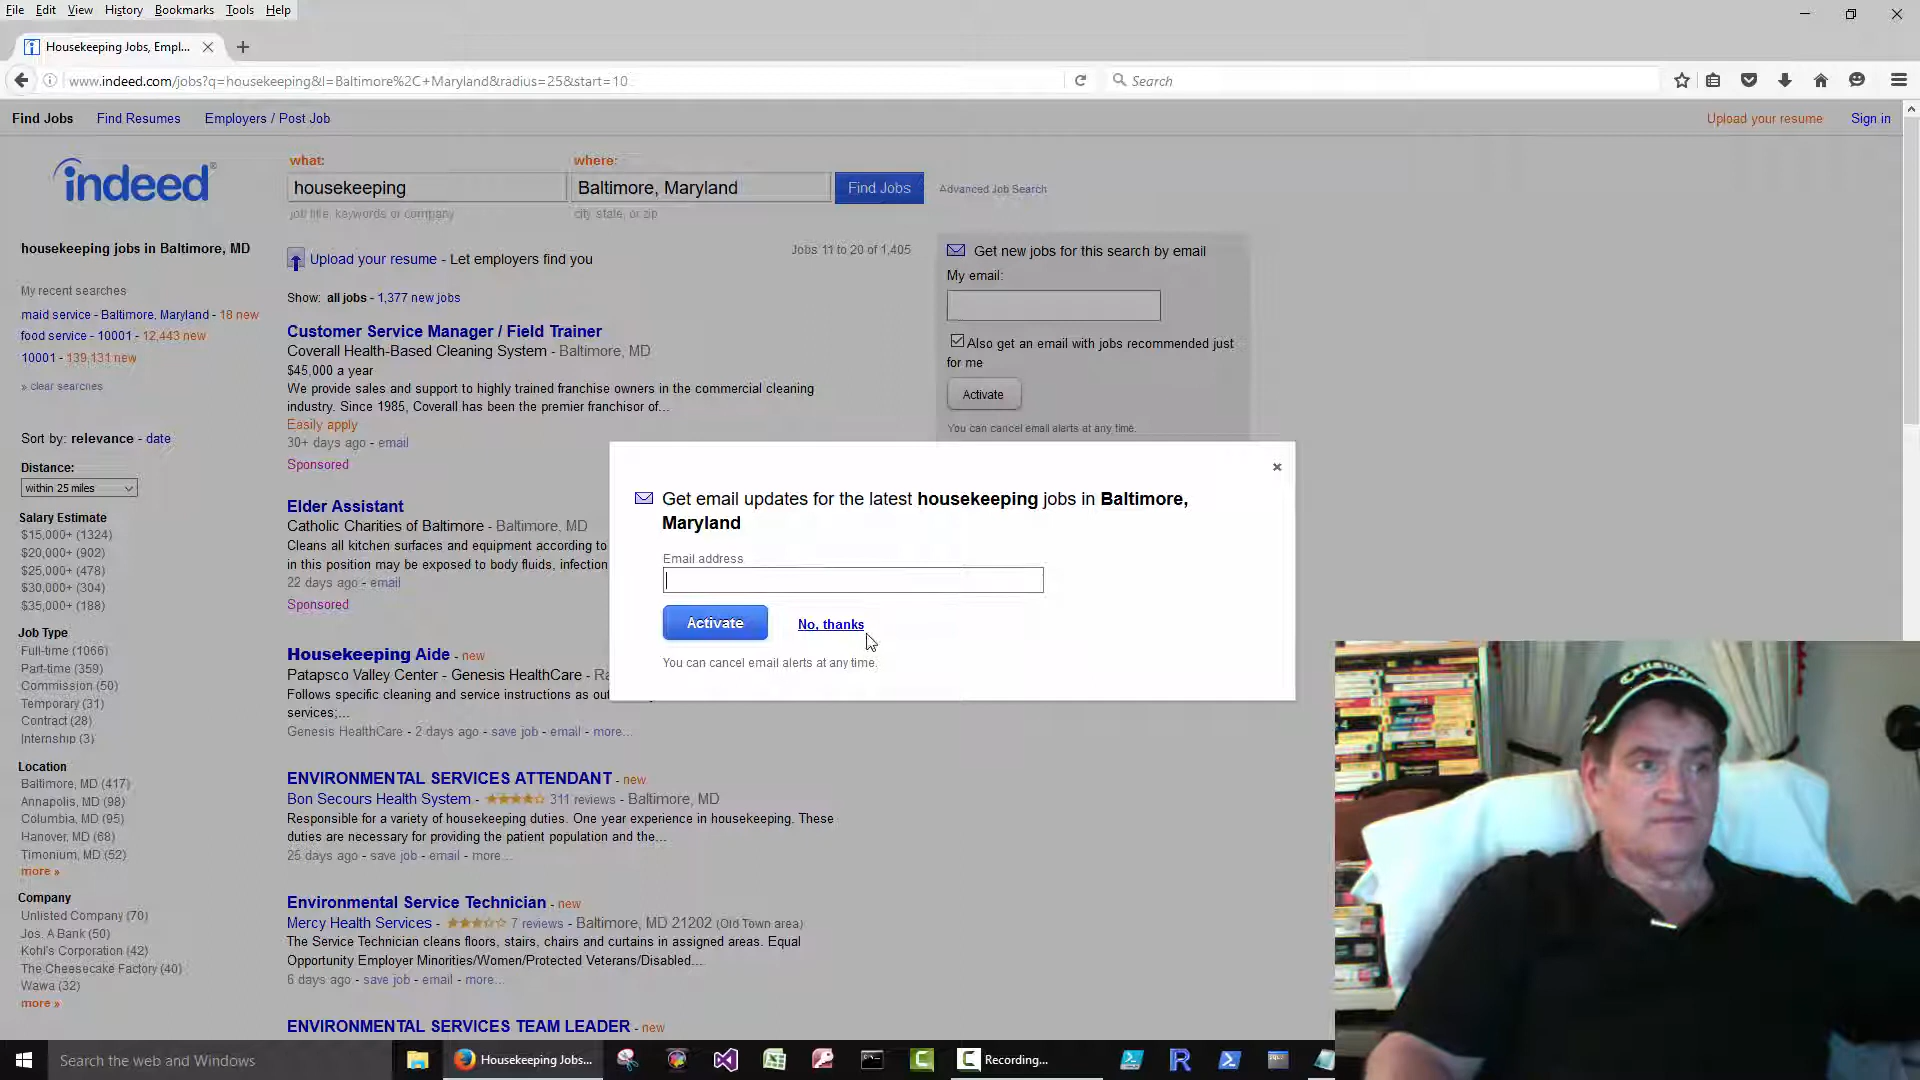 File Edit View History Bookmarks Tools Help
Housekeeping Jobs, Empl...
www.indeed.com/jobs?q=housekeeping&l=Baltimore%2C+Maryland&radius=25&start=10
Search
Find Jobs Find Resumes Employers / Post Job
Upload your resume Sign in
indeed
what:
housekeeping
job title, keywords or company
where:
Baltimore, Maryland
city, state, or zip
Find Jobs
Advanced Job Search
housekeeping jobs in Baltimore, MD
My recent searches
maid service - Baltimore, Maryland - 18 new
food service - 10001 - 12,443 new
10001 - 139,131 new
» clear searches
Sort by: relevance - date
Distance:
within 25 miles
Salary Estimate
$15,000+ (1324)
$20,000+ (902)
$25,000+ (478)
$30,000+ (304)
$35,000+ (188)
Job Type
Full-time (1066)
Part-time (359)
Commission (50)
Temporary (31)
Contract (28)
Internship (3)
Location
Baltimore, MD (417)
Annapolis, MD (98)
Columbia, MD (95)
Hanover, MD (68)
Timonium, MD (52)
more »
Company
Unlisted Company (70)
Jos. A Bank (50)
Kohl's Corporation (42)
The Cheesecake Factory (40)
Wawa (32)
more »
Upload your resume - Let employers find you
Jobs 11 to 20 of 1,405
Show: all jobs - 1,377 new jobs
Customer Service Manager / Field Trainer
Coverall Health-Based Cleaning System - Baltimore, MD
$45,000 a year
We provide sales and support to highly trained franchise owners in the commercial cleaning
industry. Since 1985, Coverall has been the premier franchisor of...
Easily apply
30+ days ago - email
Sponsored
Elder Assistant
Catholic Charities of Baltimore - Baltimore, MD
Cleans all kitchen surfaces and equipment according to
in this position may be exposed to body fluids, infection
22 days ago - email
Sponsored
Housekeeping Aide - new
Patapsco Valley Center - Genesis HealthCare -
Follows specific cleaning and service instructions as
services;...
Genesis HealthCare - 2 days ago - save job - email - more...
ENVIRONMENTAL SERVICES ATTENDANT - new
Bon Secours Health System - 311 reviews - Baltimore, MD
Responsible for a variety of housekeeping duties. One year experience in housekeeping. These
duties are necessary for providing the patient population and the...
25 days ago - save job - email - more...
Environmental Service Technician - new
Mercy Health Services - 7 reviews - Baltimore, MD 21202 (Old Town area)
The Service Technician cleans floors, stairs, chairs and curtains in assigned areas. Equal
Opportunity Employer Minorities/Women/Protected Veterans/Disabled...
6 days ago - save job - email - more...
ENVIRONMENTAL SERVICES TEAM LEADER - new
Get new jobs for this search by email
My email:
Also get an email with jobs recommended just
for me
Activate
You can cancel email alerts at any time.
Get email updates for the latest housekeeping jobs in Baltimore,
Maryland
Email address
Activate
No, thanks
You can cancel email alerts at any time.
Search the web and Windows
Housekeeping Jobs...
Recording...